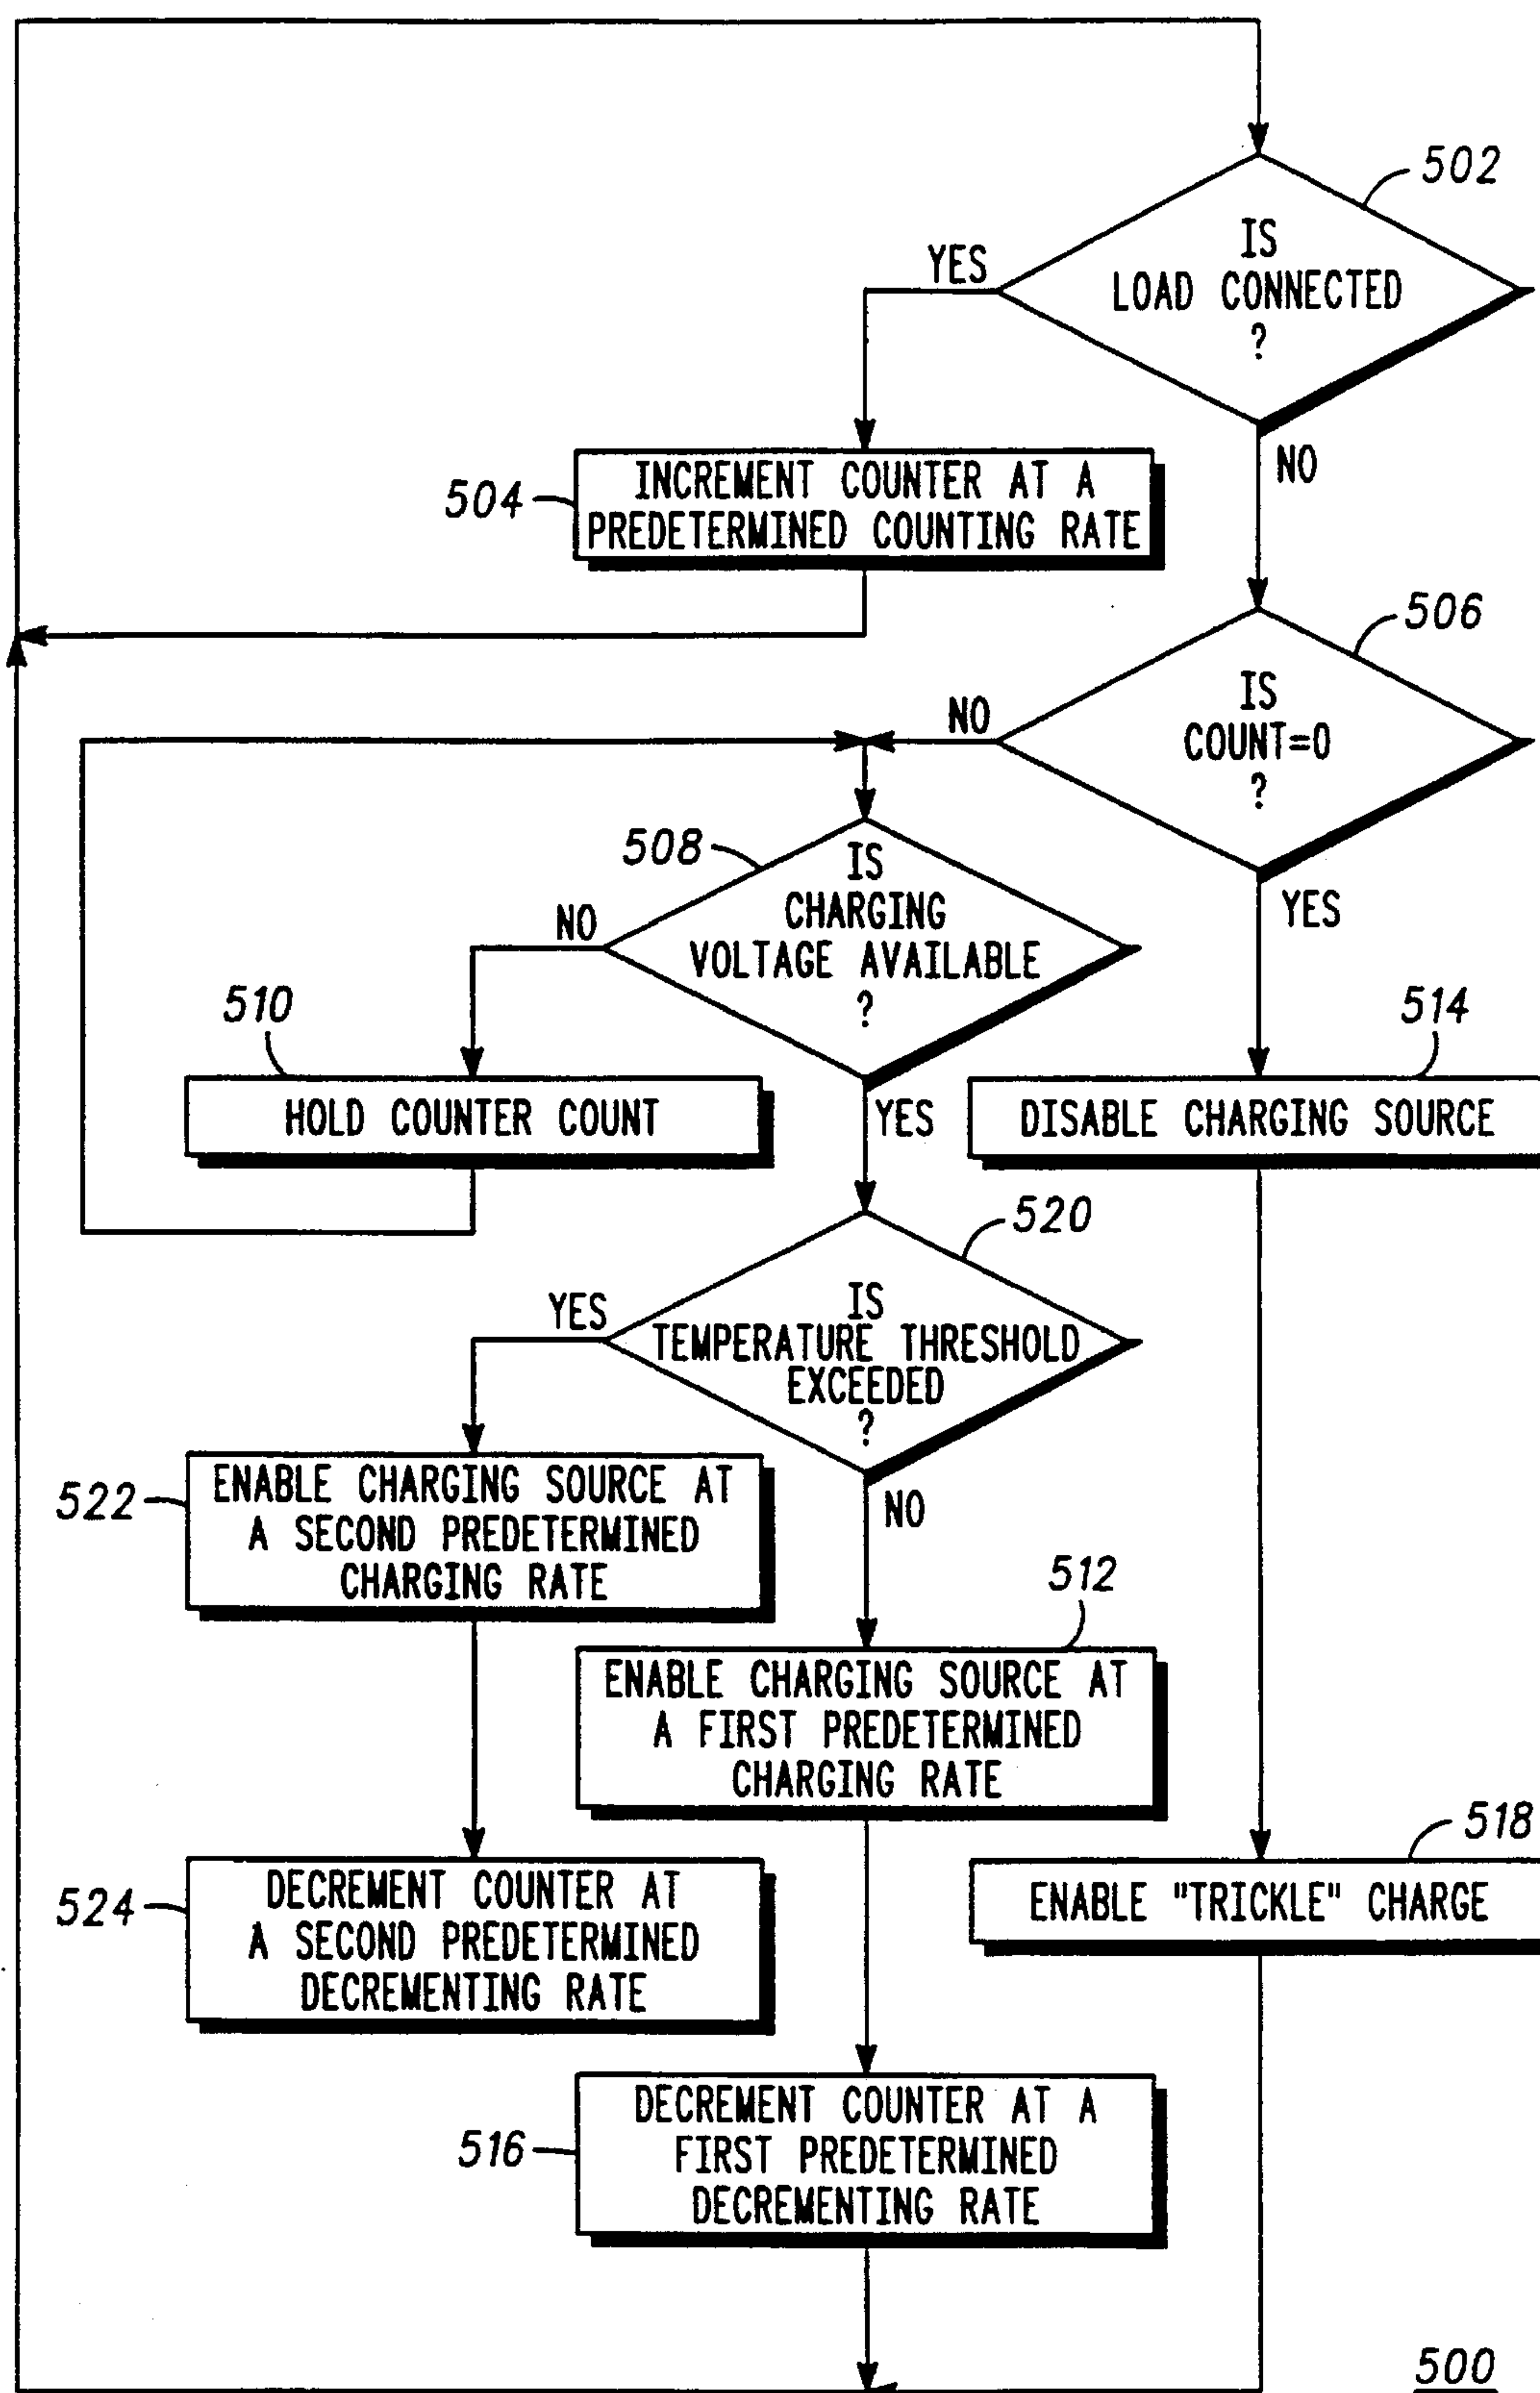 502
IS
LOAD CONNECTED
?
YES
NO
504
INCREMENT COUNTER AT A
PREDETERMINED COUNTING RATE
506
IS
COUNT=0
?
NO
YES
508
IS
CHARGING
VOLTAGE AVAILABLE
?
NO
YES
510
HOLD COUNTER COUNT
514
DISABLE CHARGING SOURCE
520
IS
TEMPERATURE THRESHOLD
EXCEEDED
?
YES
NO
522
ENABLE CHARGING SOURCE AT
A SECOND PREDETERMINED
CHARGING RATE
512
ENABLE CHARGING SOURCE AT
A FIRST PREDETERMINED
CHARGING RATE
518
ENABLE "TRICKLE" CHARGE
524
DECREMENT COUNTER AT
A SECOND PREDETERMINED
DECREMENTING RATE
516
DECREMENT COUNTER AT A
FIRST PREDETERMINED
DECREMENTING RATE
500